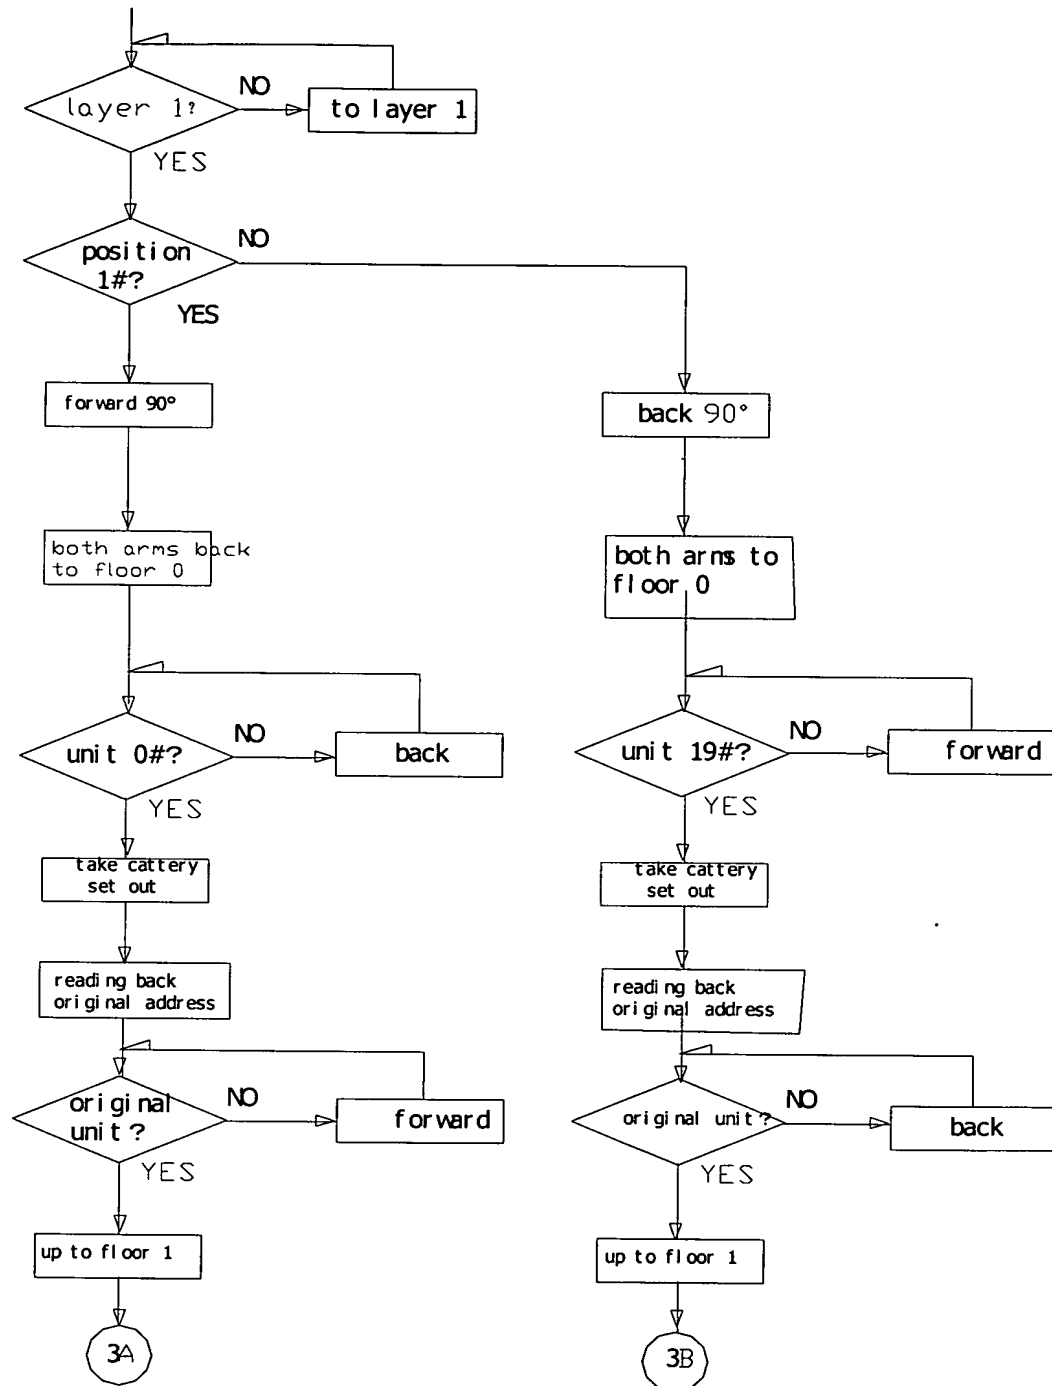 layer 1?
NO
to layer 1
YES
position
1#?
NO
YES
forward 90°
back 90°
both arms back
to floor 0
both arms to
floor 0
unit 0#?
NO
back
YES
unit 19#?
NO
forward
YES
take cattery
set out
take cattery
set out
reading back
original address
reading back
original address
original
unit?
NO
forward
YES
original unit?
NO
back
YES
up to floor 1
up to floor 1
3A
3B